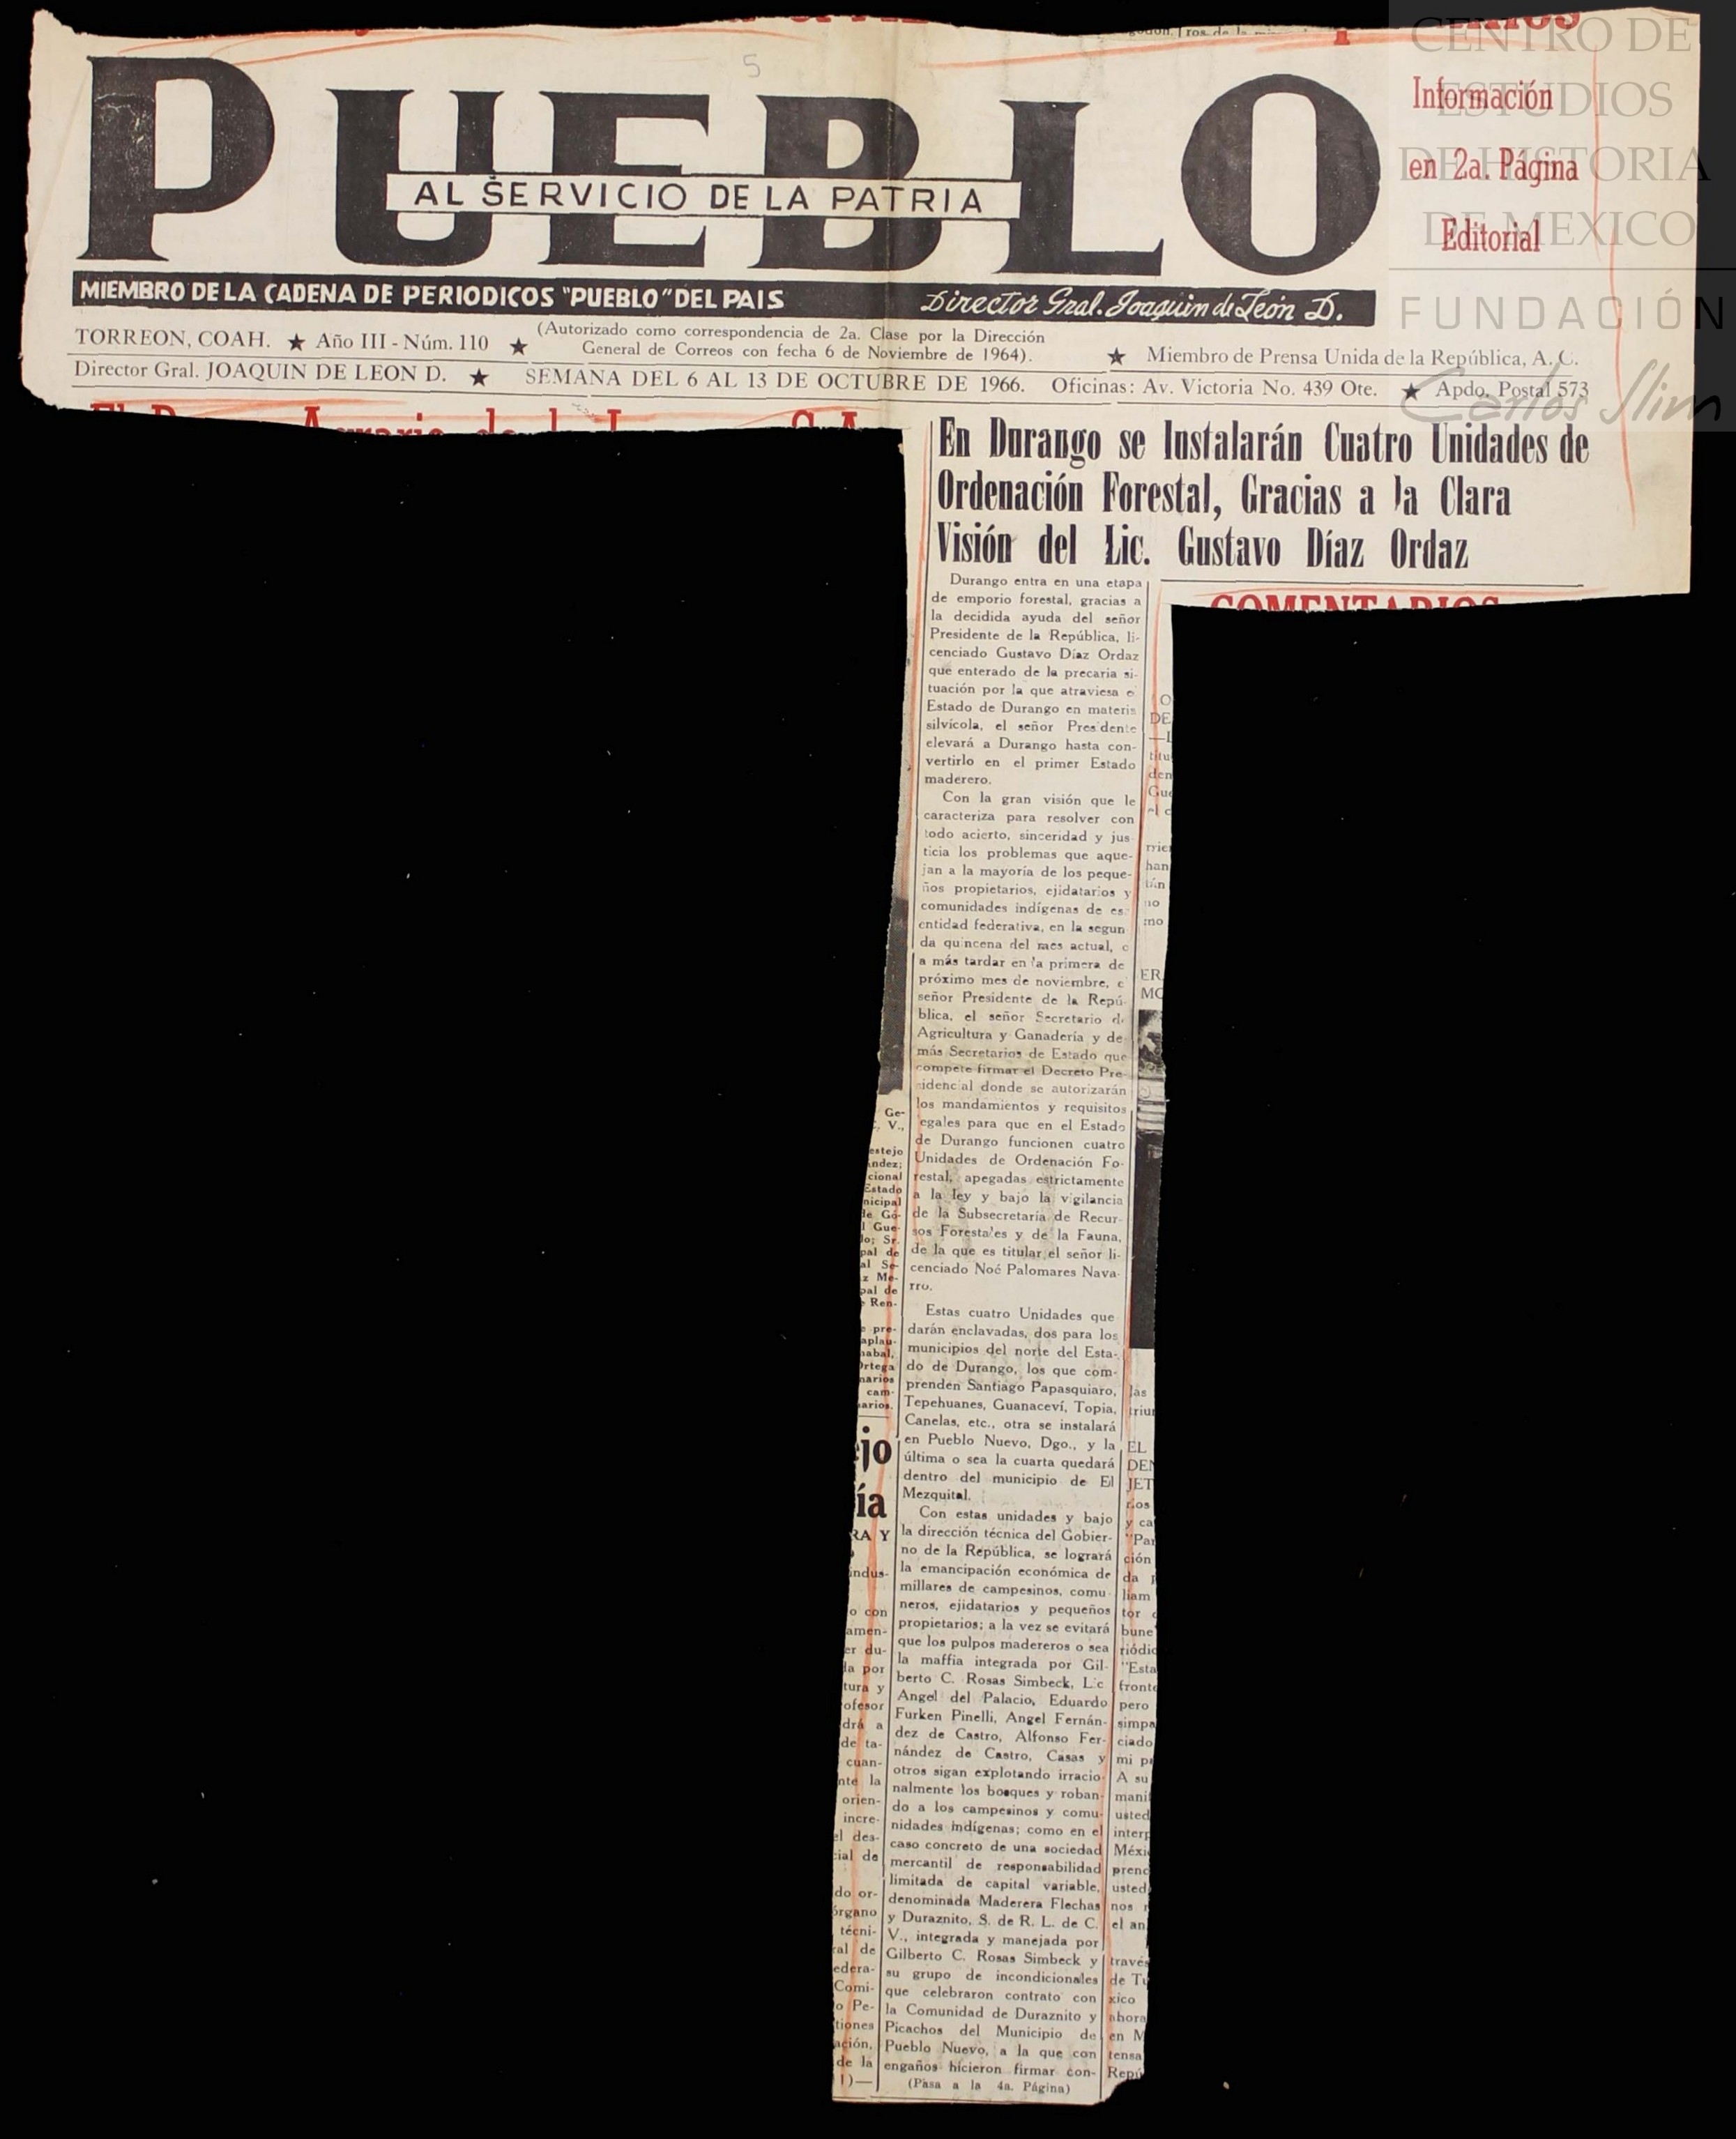 5
PUEBLO
AL SERVICIO DE LA PATRIA
Información
en 2a. Página
Editorial
CENTRO DE
ESTUDIOS
DE HISTORIA
DE MEXICO
FUNDACIÓN
Carlos Slim
MIEMBRO DE LA CADENA DE PERIODICOS "PUEBLO" DEL PAIS
Director Gral. Joaquin de León D.
TORREON, COAH. ★ Año III - Núm. 110 ★
(Autorizado como correspondencia de 2a. Clase por la Dirección
General de Correos con fecha 6 de Noviembre de 1964).
★ Miembro de Prensa Unida de la República, A. C.
Director Gral. JOAQUIN DE LEON D. ★ SEMANA DEL 6 AL 13 DE OCTUBRE DE 1966. Oficinas: Av. Victoria No. 439 Ote. ★ Apdo. Postal 573
En Durango se Instalarán Cuatro Unidades de
Ordenación Forestal, Gracias a la Clara
Visión del Lic. Gustavo Díaz Ordaz
COMENTARIOS
Durango entra en una etapa
de emporio forestal, gracias a
la decidida ayuda del señor
Presidente de la República, li-
cenciado Gustavo Díaz Ordaz
que enterado de la precaria si-
tuación por la que atraviesa e
Estado de Durango en materia
silvícola, el señor Presidente
elevará a Durango hasta con-
vertirlo en el primer Estado
maderero.
Con la gran visión que le
caracteriza para resolver con
todo acierto, sinceridad y jus
ticia los problemas que aque-
jan a la mayoría de los peque-
ños propietarios, ejidatarios y
comunidades indígenas de es
entidad federativa, en la segun
da quincena del mes actual, c
a más tardar en la primera de
próximo mes de noviembre, e
señor Presidente de la Repú-
blica, el señor Secretario d
Agricultura y Ganadería y de
más Secretarios de Estado que
compete firmar el Decreto Pre-
sidencial donde se autorizarán
los mandamientos y requisitos
egales para que en el Estado
de Durango funcionen cuatro
Unidades de Ordenación Fo-
restal, apegadas estrictamente
a la ley y bajo la vigilancia
de la Subsecretaría de Recur-
sos Forestales y de la Fauna,
de la que es titular el señor li-
cenciado Noé Palomares Nava-
rro.
Estas cuatro Unidades que
darán enclavadas, dos para los
municipios del norte del Esta-
do de Durango, los que com-
prenden Santiago Papasquiaro,
Tepehuanes, Guanaceví, Topia,
Canelas, etc., otra se instalará
en Pueblo Nuevo, Dgo., y la
última o sea la cuarta quedará
dentro del municipio de El
Mezquital.
Con estas unidades y bajo
la dirección técnica del Gobier-
no de la República, se logrará
la emancipación económica de
millares de campesinos, comu
neros, ejidatarios y pequeños
propietarios; a la vez se evitará
que los pulpos madereros o sea
la maffia integrada por Gil-
berto C. Rosas Simbeck, Lic
Angel del Palacio, Eduardo
Furken Pinelli, Angel Fernán-
dez de Castro, Alfonso Fer-
nández de Castro, Casas y
otros sigan explotando irracio-
nalmente los bosques y roban-
do a los campesinos y comu-
nidades indígenas; como en el
caso concreto de una sociedad
mercantil de responsabilidad
limitada de capital variable,
denominada Maderera Flechas
y Duraznito, S. de R. L. de C.
V., integrada y manejada por
Gilberto C. Rosas Simbeck y
su grupo de incondicionales
que celebraron contrato con
la Comunidad de Duraznito y
Picachos del Municipio de
Pueblo Nuevo, a la que con
engaños hicieron firmar con-
(Pasa a la 4a. Página)